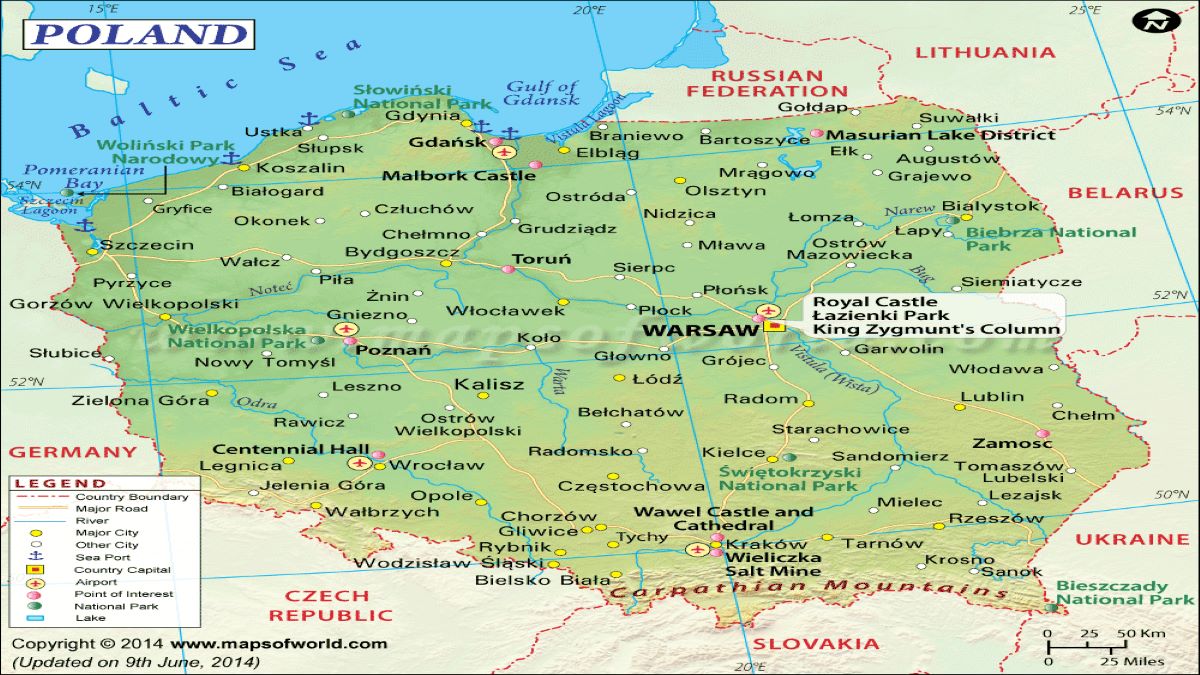 15°E
20°E
25°E
N
POLAND
Baltic Sea
LITHUANIA
RUSSIAN
FEDERATION
Gulf of
Gdansk
Słowiński
National Park
Gdynia
Vistula Lagoon
Gołdap
54°N
Suwałki
Ustka
Słupsk
Gdańsk
Braniewo
Bartoszyce
Masurian Lake District
Woliński Park
Narodowy
Koszalin
Malbork Castle
Elbląg
Mrągowo
Ełk
Augustów
Grajewo
Pomeranian
Bay
54°N
Białogard
Olsztyn
BELARUS
Szczecin
Lagoon
Gryfice
Okonek
Człuchów
Ostróda
Nidzica
Łomza
Narew
Bialystok
Chełmno
Grudziądz
Łapy
Biebrza National
Park
Szczecin
Wałcz
Bydgoszcz
Toruń
Mława
Ostrów
Mazowiecka
Pyrzyce
Piła
Sierpc
Bug
Siemiatycze
Noteć
Żnin
Płońsk
52°N
Gorzów Wielkopolski
Gniezno
Włocławek
Płock
WARSAW
Royal Castle
Łazienki Park
King Zygmunt's Column
Wielkopolska
National Park
www.mapsofworld.com
Poznań
Koło
Głowno
Grójec
Garwolin
Słubice
Nowy Tomyśl
Vistula (Wista)
Włodawa
52°N
Leszno
Kalisz
Warta
Łódź
Zielona Góra
Odra
Radom
Lublin
Rawicz
Ostrów
Wielkopolski
Bełchatów
Chełm
Starachowice
Zamosc
GERMANY
Centennial Hall
Radomsko
Kielce
Sandomierz
Legnica
Wrocław
Świętokrzyski
National Park
Tomaszów
Lubelski
Jelenia Góra
Częstochowa
Opole
Mielec
Lezajsk
50°N
Wałbrzych
Chorzów
Wawel Castle and
Cathedral
Rzeszów
Gliwice
Tychy
UKRAINE
Rybnik
Kraków
Tarnów
Wodzisław Śląski
Wieliczka
Salt Mine
Krosno
Bielsko Biała
Sanok
Carpathian Mountains
Bieszczady
National Park
CZECH
REPUBLIC
SLOVAKIA
20°E
LEGEND
Country Boundary
Major Road
River
Major City
Other City
Sea Port
Country Capital
Airport
Point of Interest
National Park
Lake
Copyright © 2014 www.mapsofworld.com
(Updated on 9th June, 2014)
0 25 50 Km
0 25 Miles